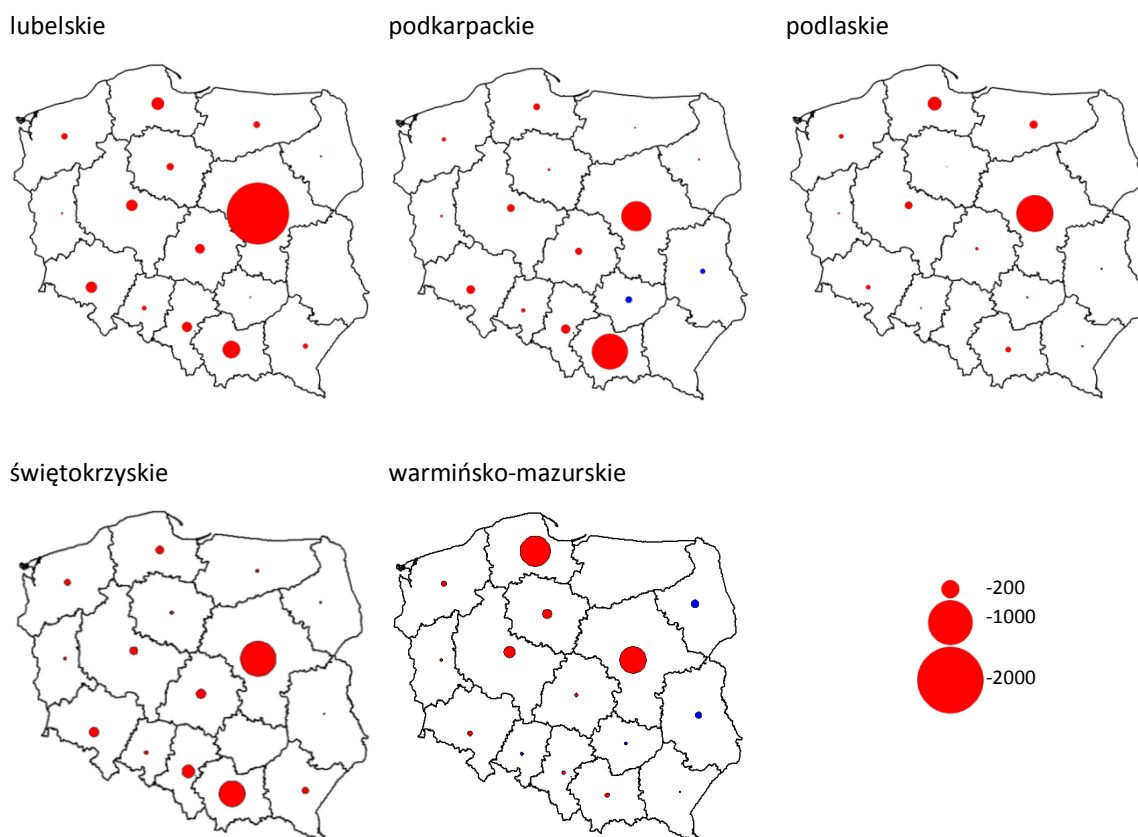 lubelskie
podkarpackie
podlaskie
świętokrzyskie
warmińsko-mazurskie
-200
-1000
-2000